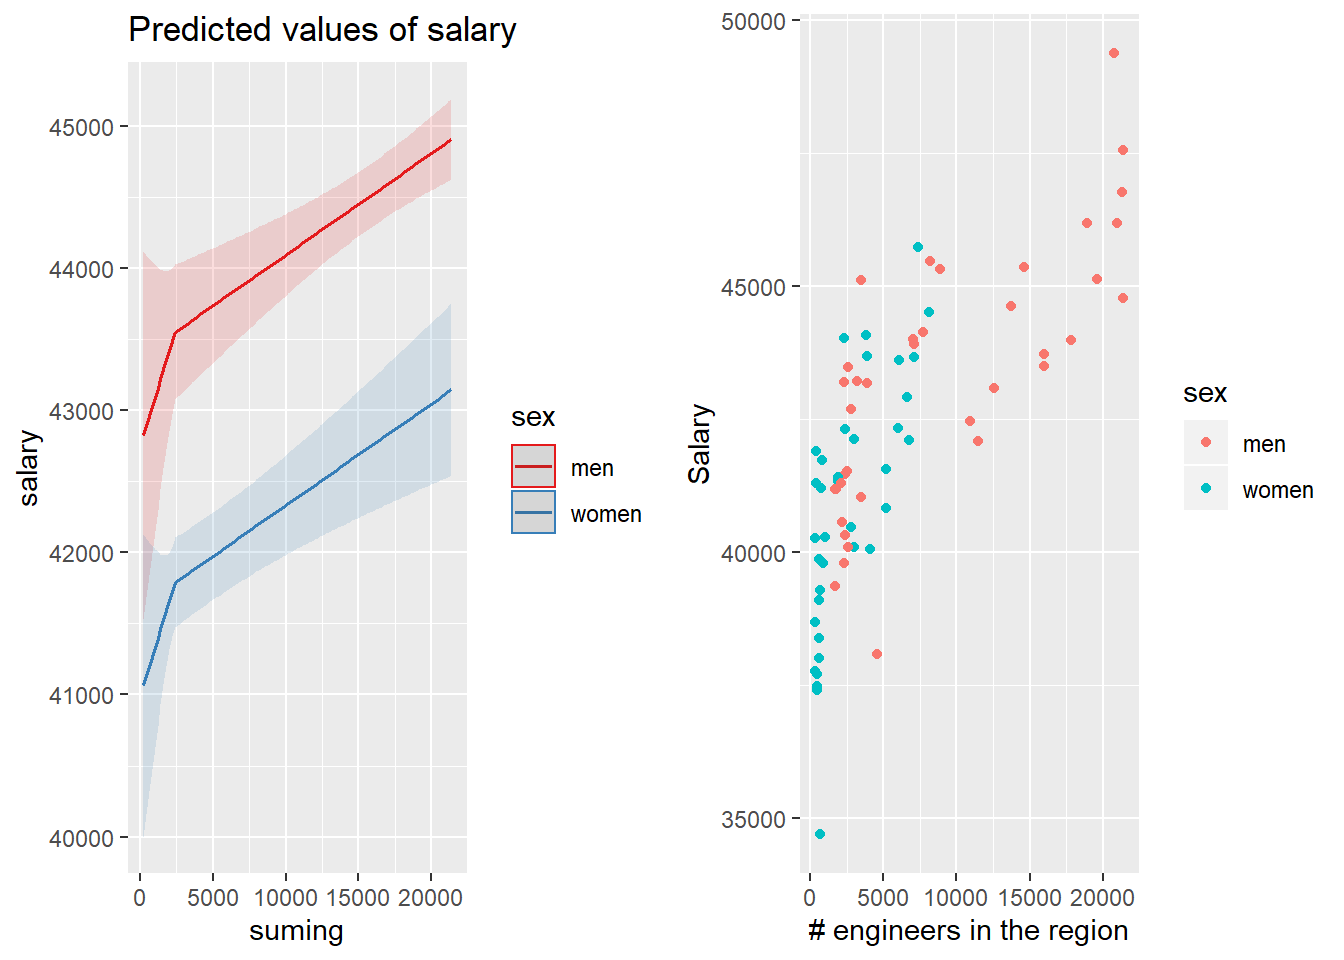 Predicted values of salary
salary
45000
44000
43000
42000
41000
40000
0 5000 10000 15000 20000
suming
sex
men
women
Salary
50000
45000
40000
35000
0 5000 10000 15000 20000
# engineers in the region
sex
men
women